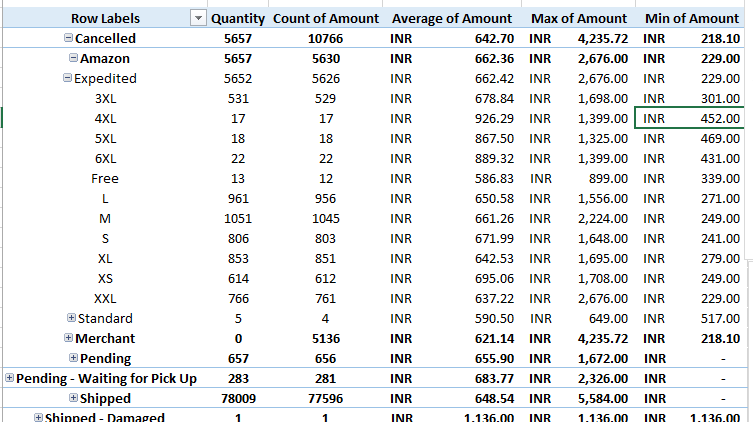 Row Labels Quantity Count of Amount Average of Amount Max of Amount Min of Amount
Cancelled 5657 10766 INR 642.70 INR 4,235.72 INR 218.10
Amazon 5657 5630 INR 662.36 INR 2,676.00 INR 229.00
Expedited 5652 5626 INR 662.42 INR 2,676.00 INR 229.00
3XL 531 529 INR 678.84 INR 1,698.00 INR 301.00
4XL 17 17 INR 926.29 INR 1,399.00 INR 452.00
5XL 18 18 INR 867.50 INR 1,325.00 INR 469.00
6XL 22 22 INR 889.32 INR 1,399.00 INR 431.00
Free 13 12 INR 586.83 INR 899.00 INR 339.00
L 961 956 INR 650.58 INR 1,556.00 INR 271.00
M 1051 1045 INR 661.26 INR 2,224.00 INR 249.00
S 806 803 INR 671.99 INR 1,648.00 INR 241.00
XL 853 851 INR 642.53 INR 1,695.00 INR 279.00
XS 614 612 INR 695.06 INR 1,708.00 INR 249.00
XXL 766 761 INR 637.22 INR 2,676.00 INR 229.00
Standard 5 4 INR 590.50 INR 649.00 INR 517.00
Merchant 0 5136 INR 621.14 INR 4,235.72 INR 218.10
Pending 657 656 INR 655.90 INR 1,672.00 INR -
Pending - Waiting for Pick Up 283 281 INR 683.77 INR 2,326.00 INR -
Shipped 78009 77596 INR 648.54 INR 5,584.00 INR -
Shipped - Damaged 1 1 INR 1,136.00 INR 1,136.00 INR 1,136.00